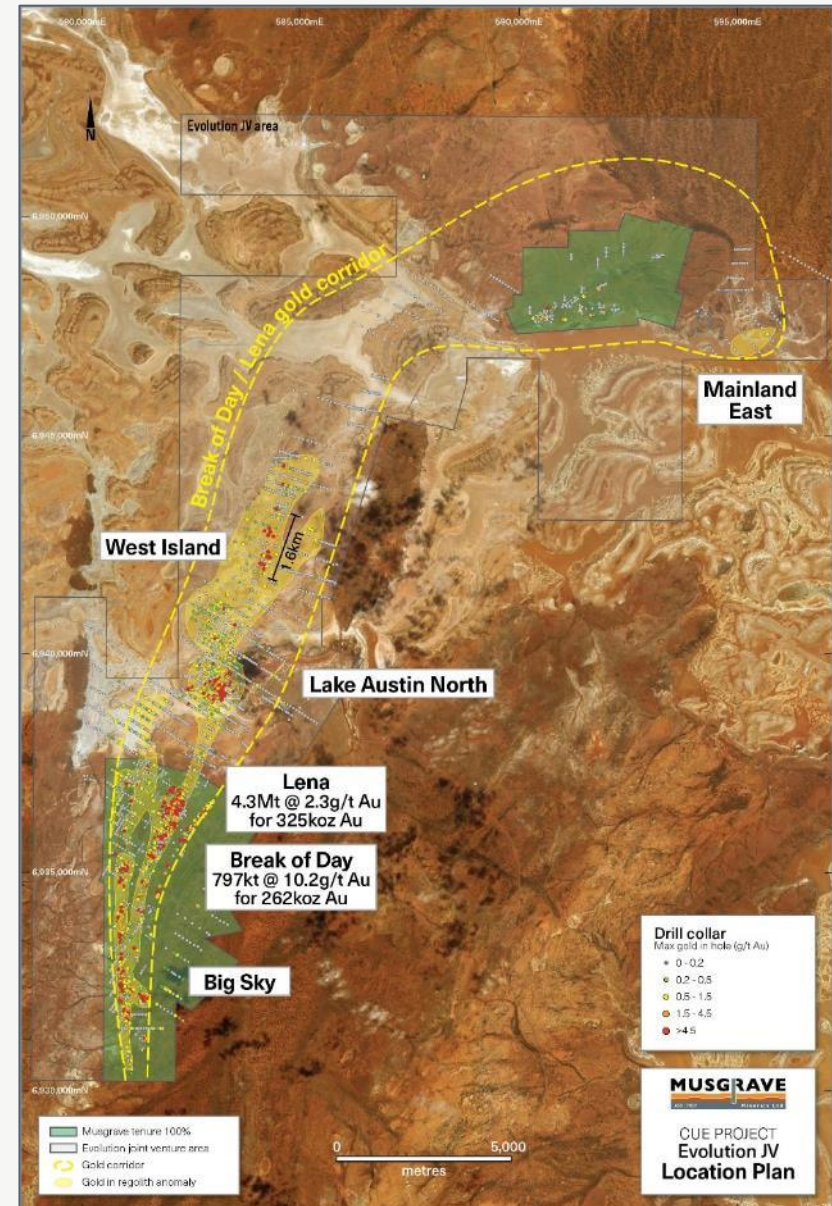 580,000mE
585,000mE
590,000mE
595,000mE
Evolution JV area
N
6,950,000mN
Break of Day / Lena gold corridor
Mainland
East
West Island
1.6km
6,940,000mN
Lake Austin North
Lena
4.3Mt @ 2.3g/t Au
for 325koz Au
Break of Day
797kt @ 10.2g/t Au
for 262koz Au
6,935,000mN
Big Sky
6,930,000mN
Drill collar
Max gold in hole (g/t Au)
0 - 0.2
0.2 - 0.5
0.5 - 1.5
1.5 - 4.5
>4.5
MUSGRAVE
Minerals Ltd
CUE PROJECT
Evolution JV
Location Plan
Musgrave tenure 100%
Evolution joint venture area
Gold corridor
Gold in regolith anomaly
0 5,000
metres